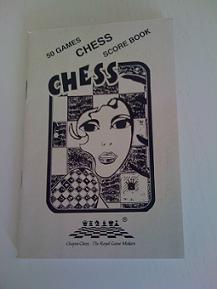 50 GAMES
CHESS
SCORE BOOK
CHESS
®
Chopra-Chess The Royal Game Makers